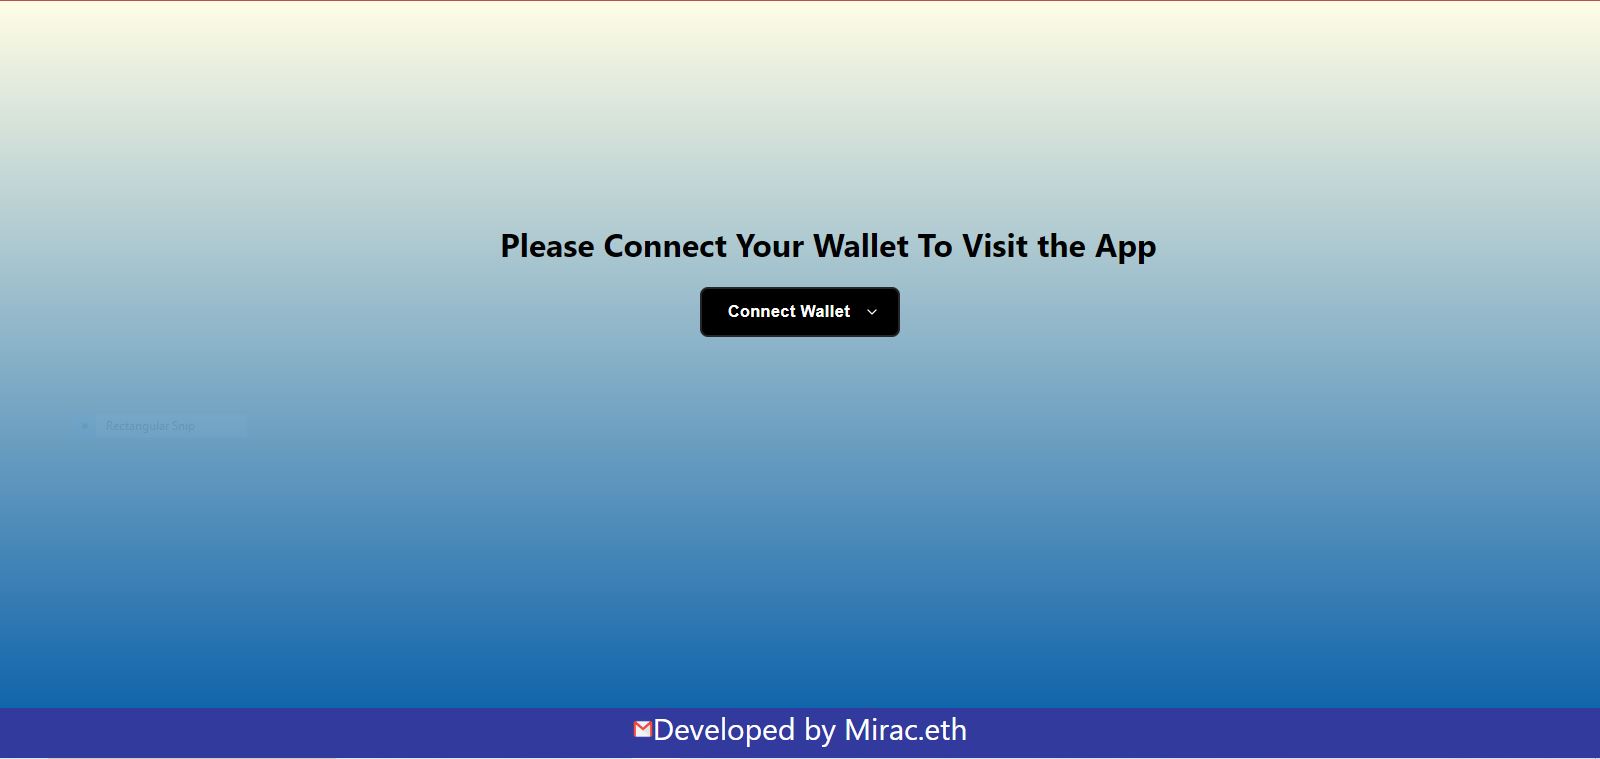 Please Connect Your Wallet To Visit the App
Connect Wallet
Rectangular Snip
Developed by Mirac.eth